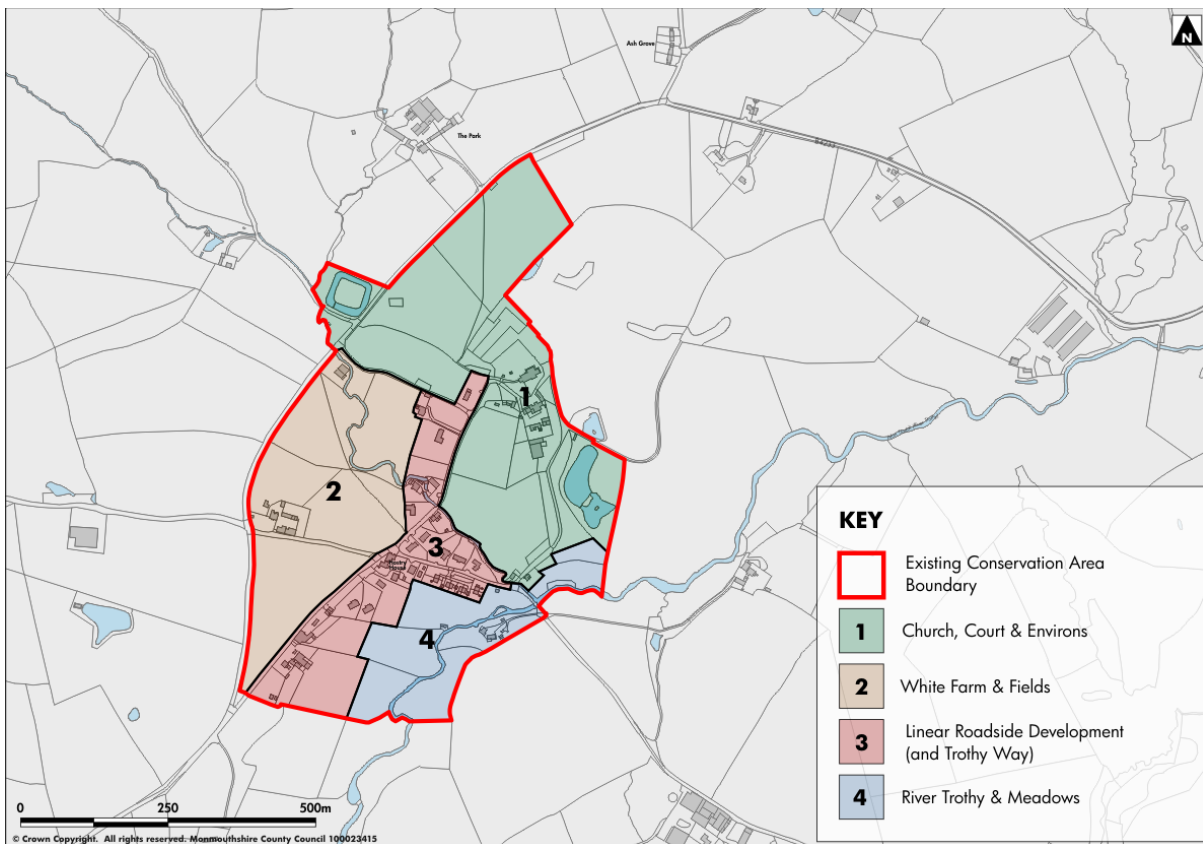 N
Ash Grove
The Park
B4233
1
2
3
4
KEY
Existing Conservation Area
Boundary
1 Church, Court & Environs
2 White Farm & Fields
3 Linear Roadside Development
(and Trothy Way)
4 River Trothy & Meadows
0 250 500m
© Crown Copyright. All rights reserved. Monmouthshire County Council 100023415